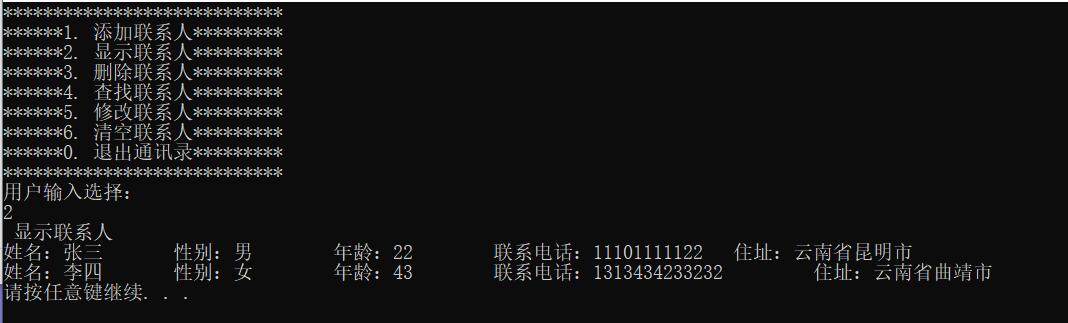 ****************************
******1. 添加联系人*********
******2. 显示联系人*********
******3. 删除联系人*********
******4. 查找联系人*********
******5. 修改联系人*********
******6. 清空联系人*********
******0. 退出通讯录*********
****************************
用户输入选择：
2
显示联系人
姓名：张三 性别：男 年龄：22 联系电话：11101111122 住址：云南省昆明市
姓名：李四 性别：女 年龄：43 联系电话：1313434233232 住址：云南省曲靖市
请按任意键继续. . .